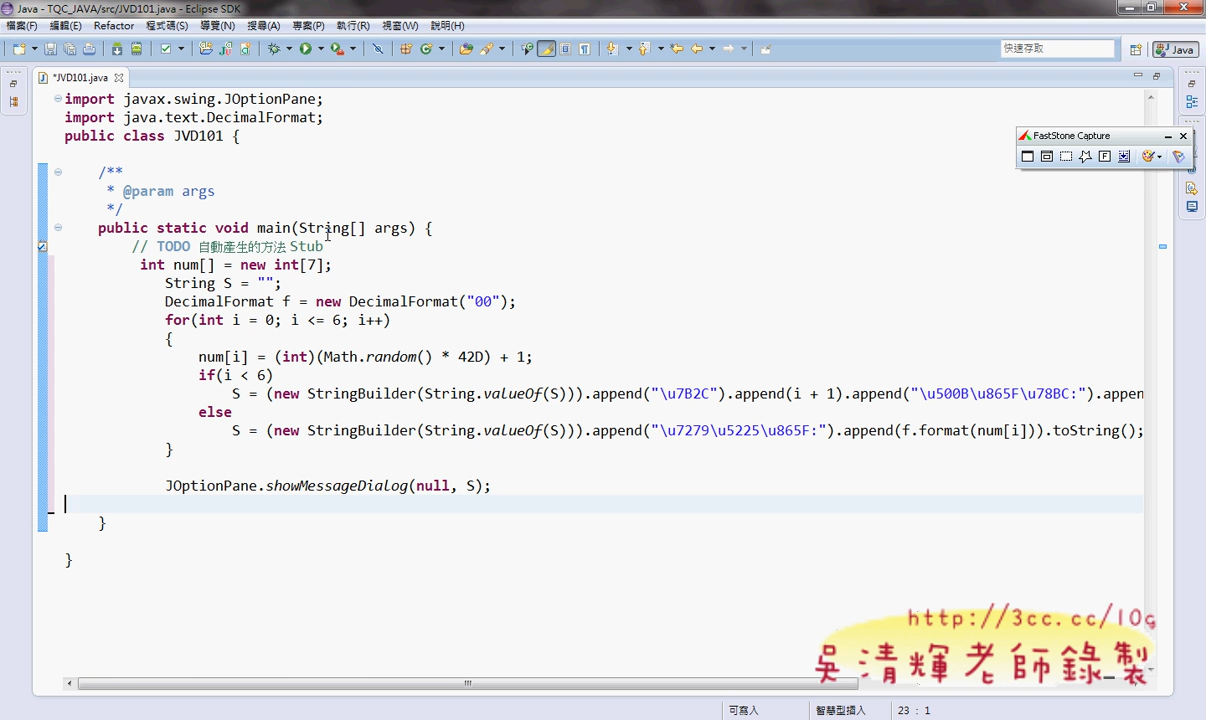 Java - TQC_JAVA/src/JVD101.java - Eclipse SDK
檔案(F) 編輯(E) Refactor 程式碼(S) 導覽(N) 搜尋(A) 專案(P) 執行(R) 視窗(W) 說明(H)
快速存取
Java
*JVD101.java
import javax.swing.JOptionPane;
import java.text.DecimalFormat;
public class JVD101 {
FastStone Capture
/**
* @param args
*/
public static void main(String[] args) {
// TODO 自動產生的方法 Stub
int num[] = new int[7];
String S = "";
DecimalFormat f = new DecimalFormat("00");
for(int i = 0; i <= 6; i++)
{
num[i] = (int)(Math.random() * 42D) + 1;
if(i < 6)
S = (new StringBuilder(String.valueOf(S))).append("\u7B2C").append(i + 1).append("\u500B\u865F\u78BC:").appen
else
S = (new StringBuilder(String.valueOf(S))).append("\u7279\u5225\u865F:").append(f.format(num[i])).toString();
}
JOptionPane.showMessageDialog(null, S);
}
}
http://3cc.cc/10g
吳清輝老師錄製
可寫入 智慧型插入 23 : 1